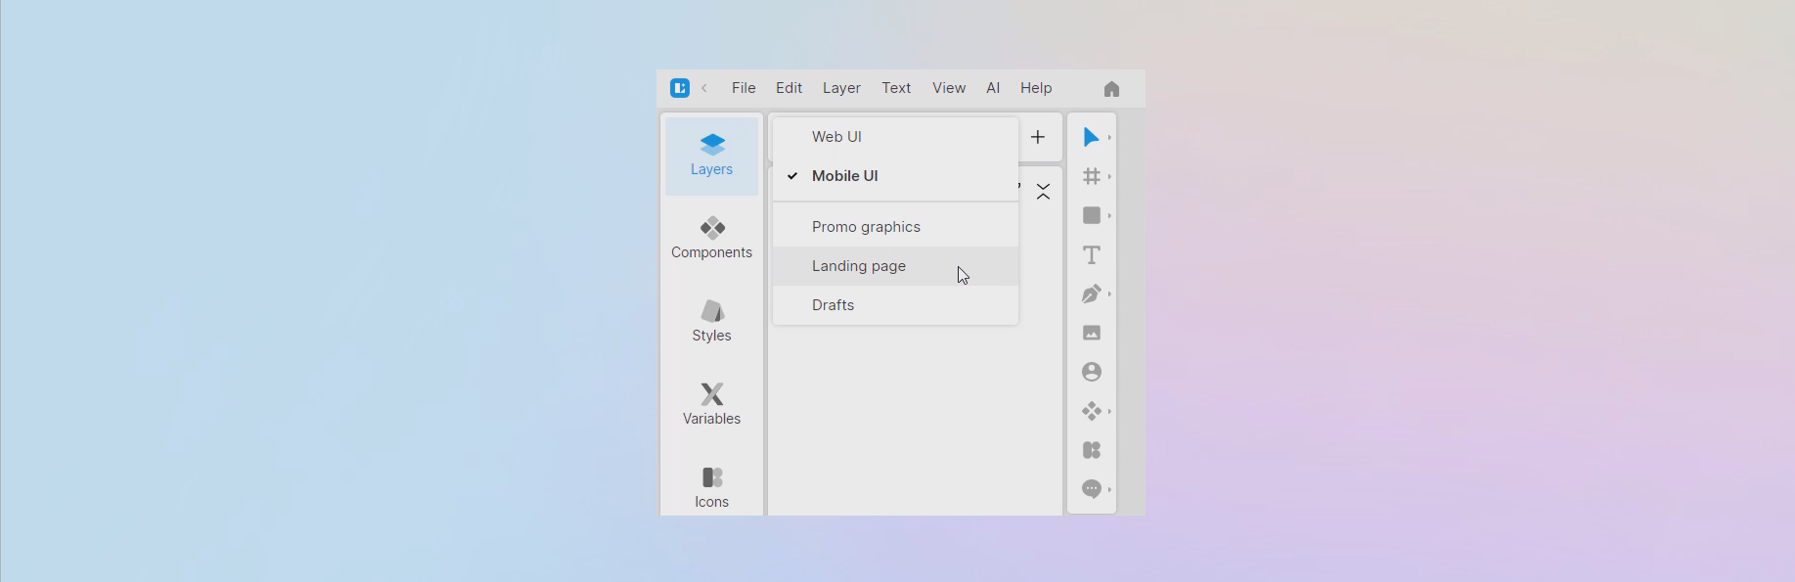 File Edit Layer Text View AI Help
Layers
Components
Styles
Variables
Icons
Web UI
Mobile UI
Promo graphics
Landing page
Drafts